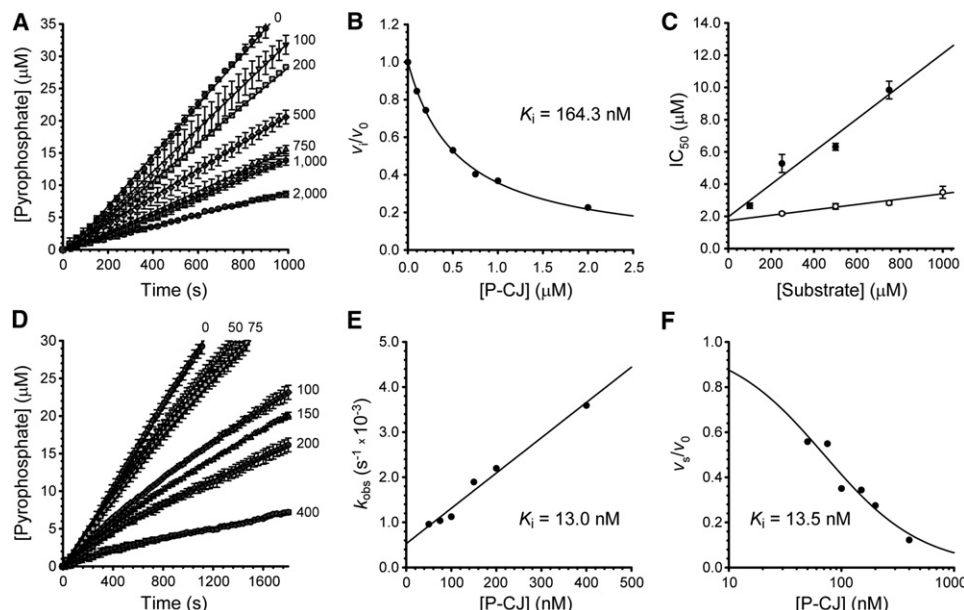 A
[Pyrophosphate] (µM)
35
30
25
20
15
10
5
0
0
100
200
500
750
1,000
2,000
0 200 400 600 800 1000
Time (s)
B
vi/v0
1.2
1.0
0.8
0.6
0.4
0.2
0
Ki = 164.3 nM
0.0 0.5 1.0 1.5 2.0 2.5
[P-CJ] (µM)
C
IC50 (µM)
14.0
12.0
10.0
8.0
6.0
4.0
2.0
0.0
0 200 400 600 800 1000
[Substrate] (µM)
D
[Pyrophosphate] (µM)
30
25
20
15
10
5
0
0 50 75
100
150
200
400
0 400 800 1200 1600
Time (s)
E
kobs (s-1 x 10-3)
5.0
4.0
3.0
2.0
1.0
0
Ki = 13.0 nM
0 100 200 300 400 500
[P-CJ] (nM)
F
vs/v0
1.0
0.8
0.6
0.4
0.2
0
Ki = 13.5 nM
10 100 1000
[P-CJ] (nM)